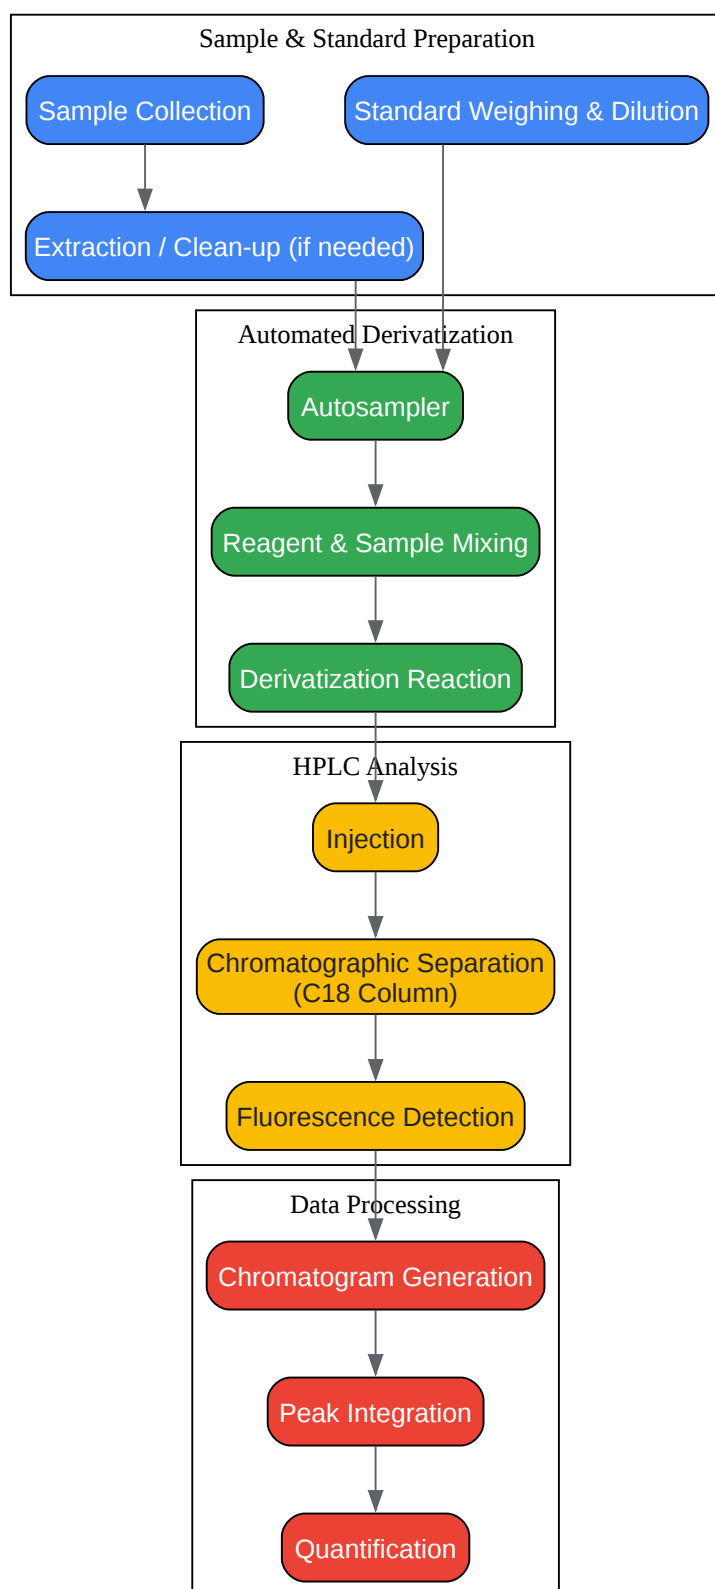 Sample & Standard Preparation
Sample Collection
Standard Weighing & Dilution
Extraction / Clean-up (if needed)
Automated Derivatization
Autosampler
Reagent & Sample Mixing
Derivatization Reaction
HPLC Analysis
Injection
Chromatographic Separation
(C18 Column)
Fluorescence Detection
Data Processing
Chromatogram Generation
Peak Integration
Quantification